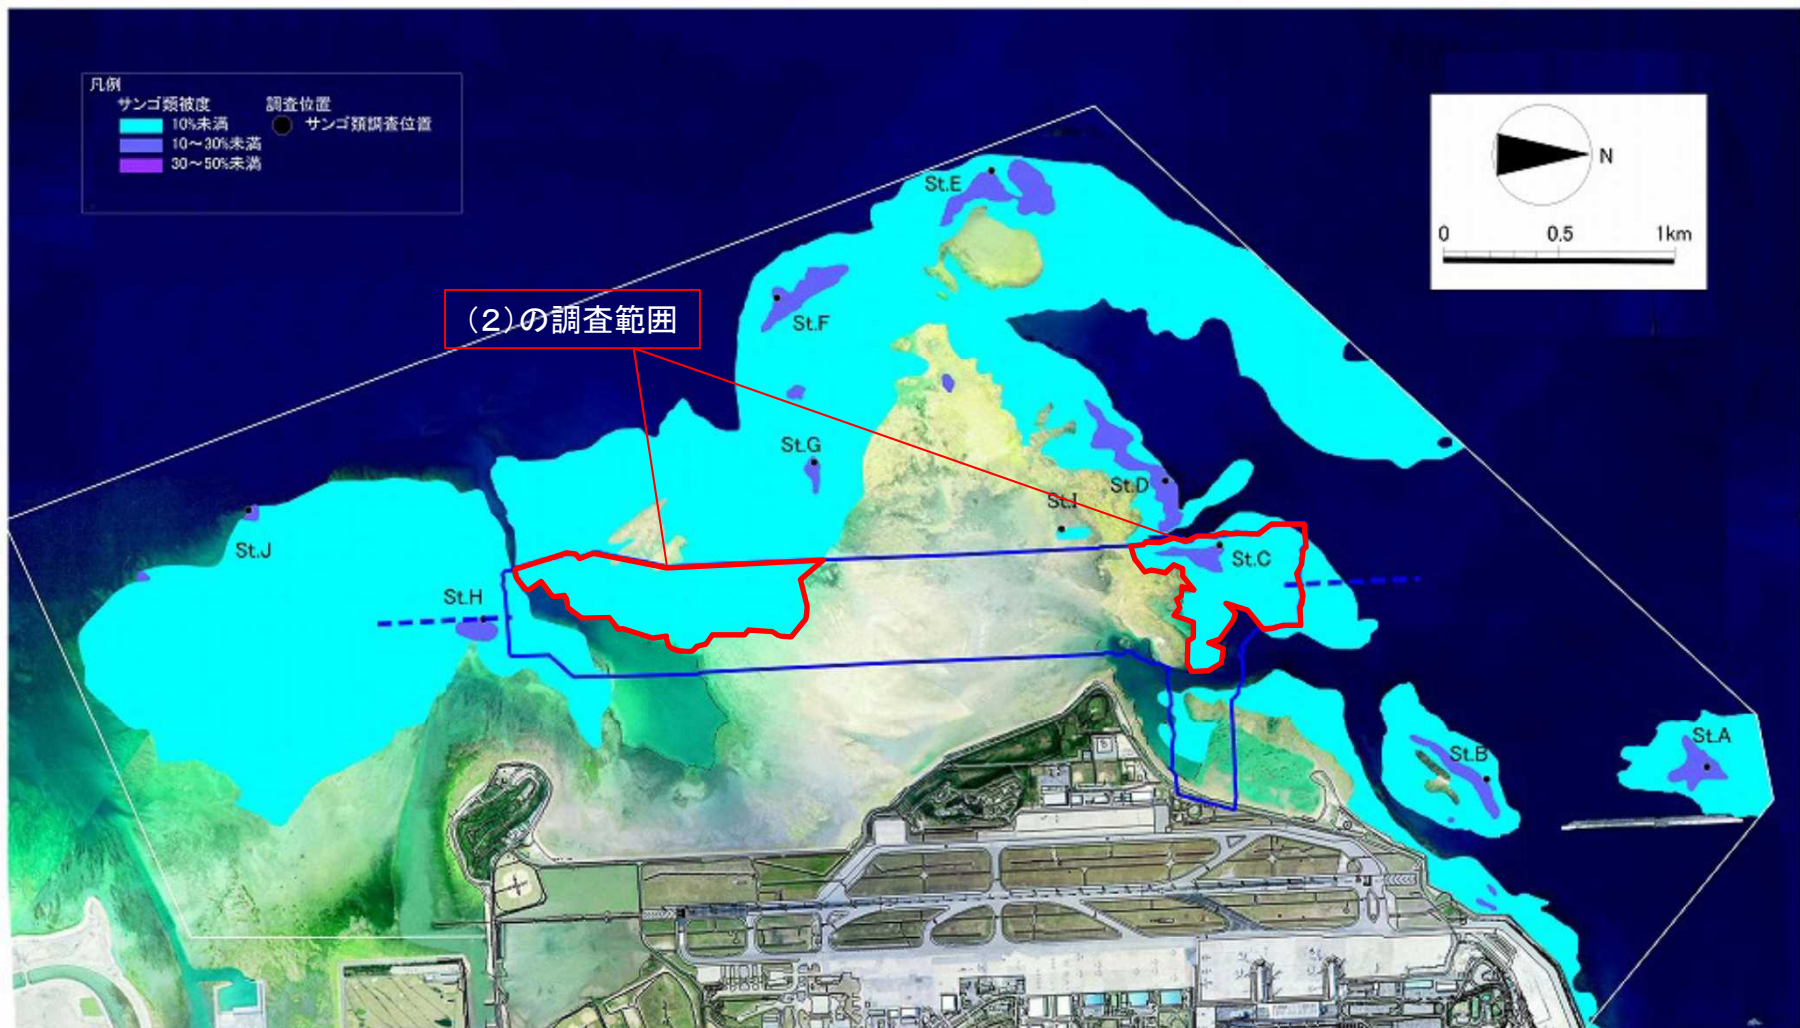 凡例
サンゴ類被度 調査位置
10%未満 サンゴ類調査位置
10～30%未満
30～50%未満
N
0 0.5 1km
St.E
(2)の調査範囲
St.F
St.G
St.D
St.I
St.J
St.C
St.H
St.A
St.B